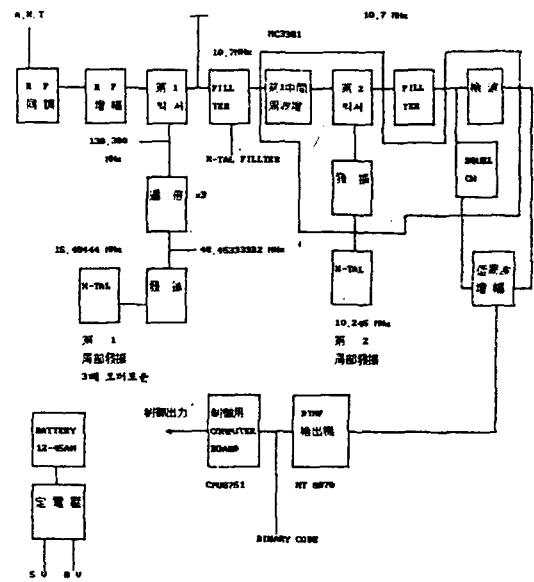 A.N.T
10.7 MHz
MC3361
10.7MHz
R F
同調
R F
增幅
第 1
믹서
FILL
TER
第1中間
周波增
第 2
믹서
FILL
TER
檢波
MHz
X-TAL FILLTER
遞倍
x3
發振
SQUEL
CH
15.48444 MHz
X-TAL
發振
X-TAL
低周波
增幅
10.245 MHz
第 1
局部發振
3배 오버토운
第 2
局部發振
制御出力
制御用
COMPUTER
BOARD
DTMF
檢出機
BATTERY
12-45AH
CPU8751
MT 8870
定電壓
BINARY CODE
5 V
8 V